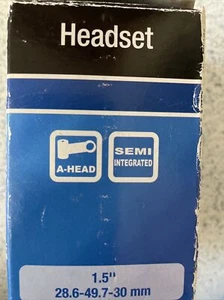 Headset
A-HEAD
SEMI
INTEGRATED
1.5"
28.6-49.7-30 mm